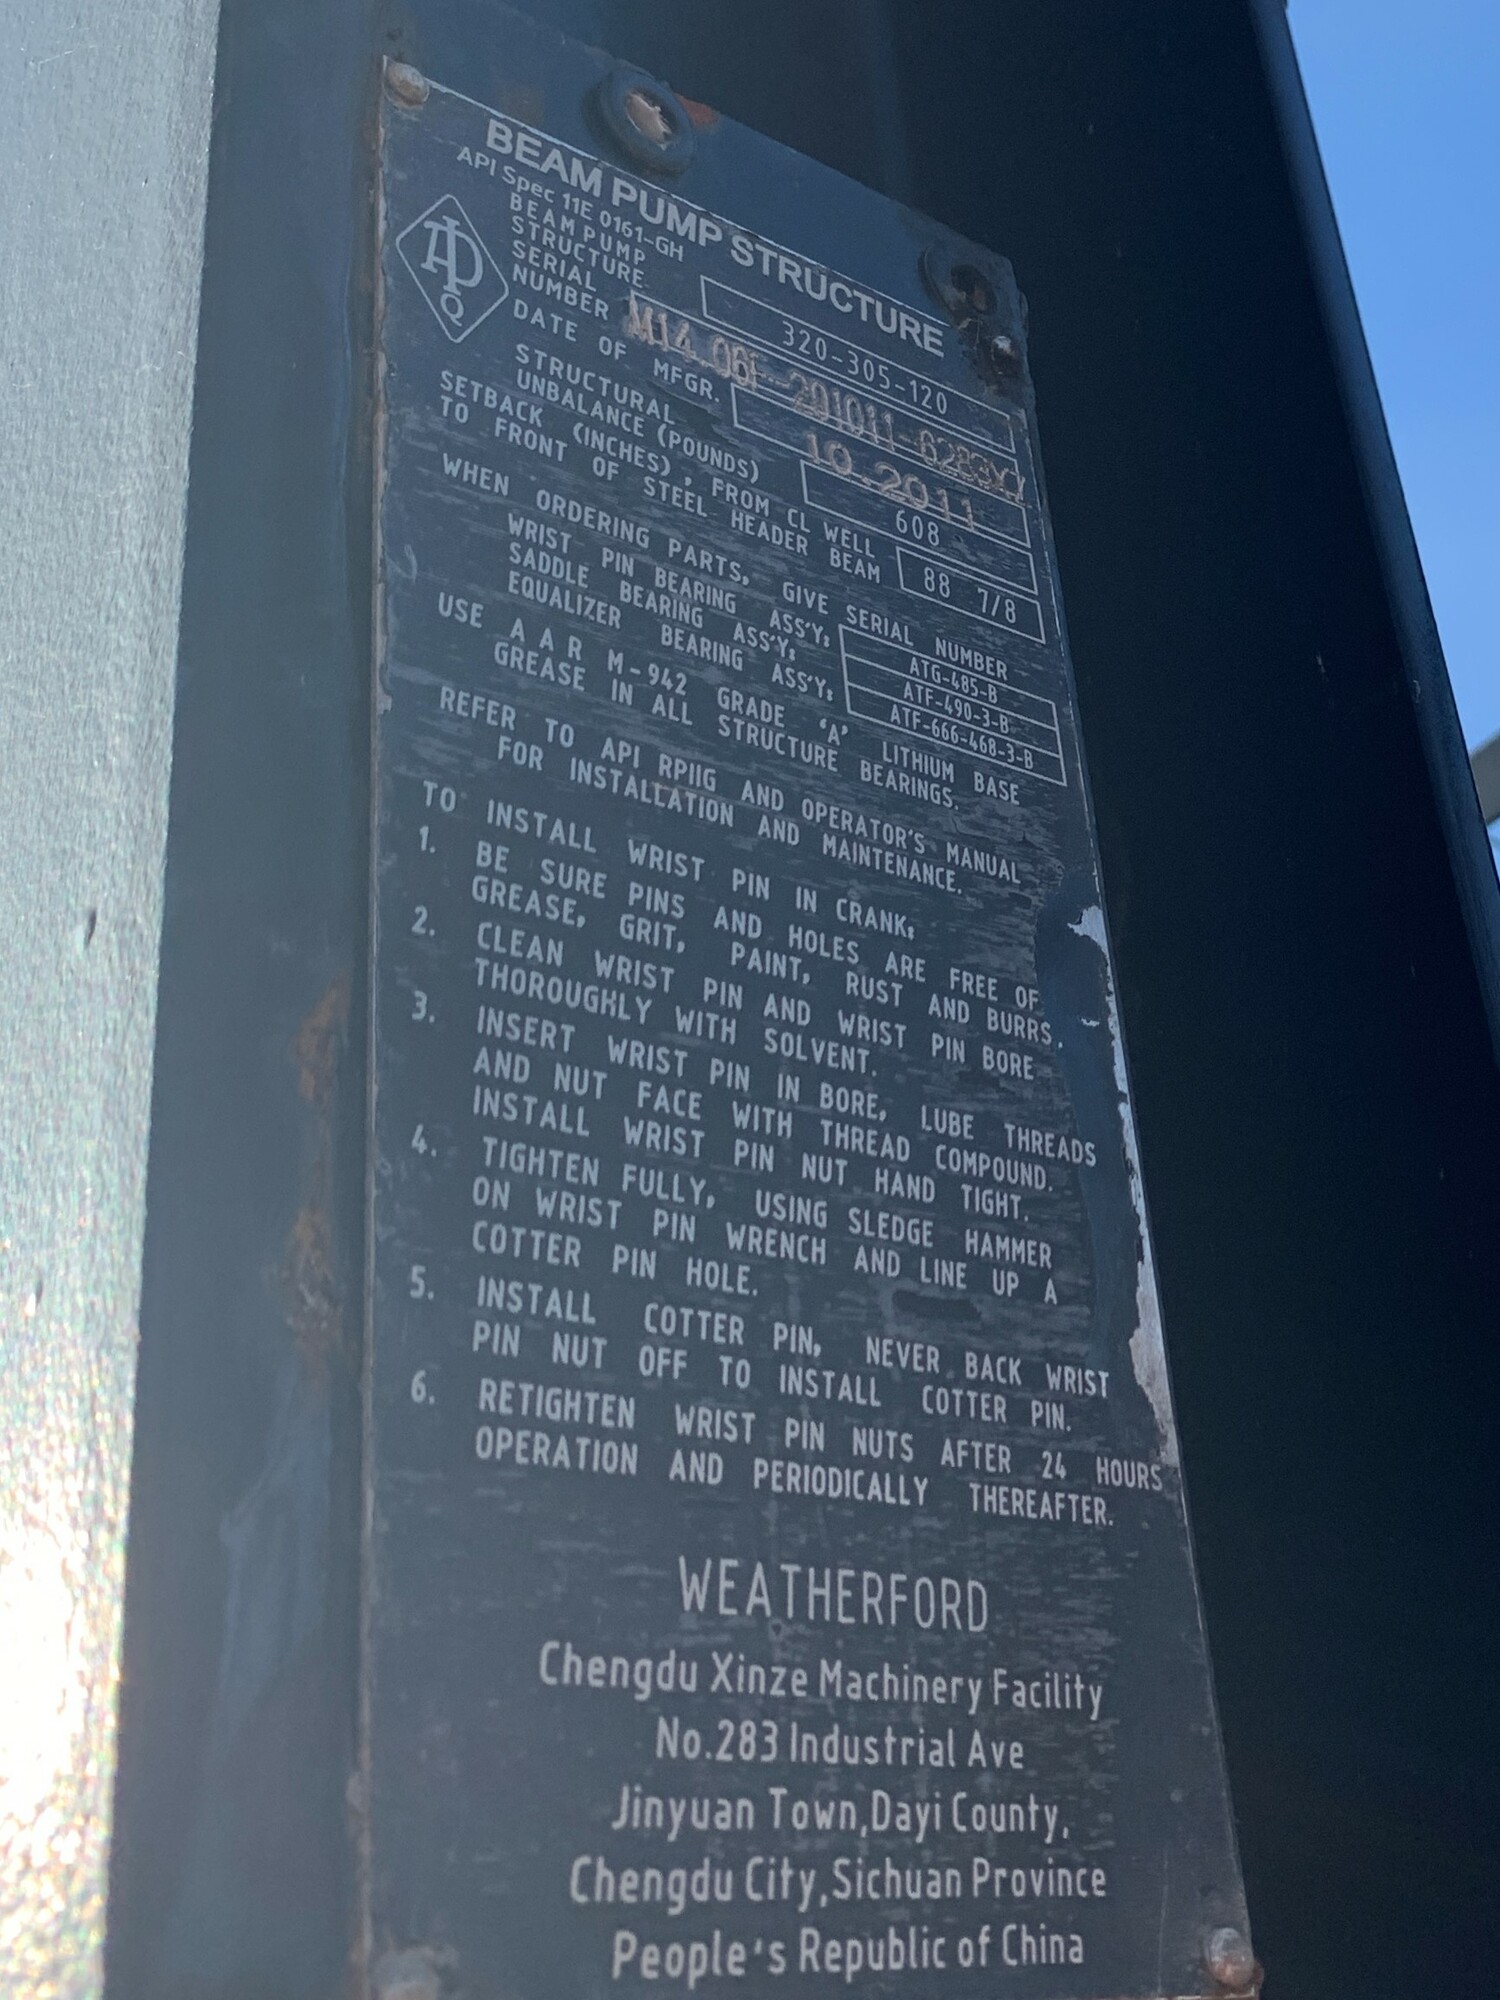 BEAM PUMP STRUCTURE
API Spec 11E 0161-GH
BEAM PUMP
STRUCTURE 320-305-120
SERIAL
NUMBER
DATE OF MFGR. 10.2011
STRUCTURAL
UNBALANCE (POUNDS) 608
SETBACK (INCHES), FROM CL WELL
TO FRONT OF STEEL HEADER BEAM 88 7/8
WHEN ORDERING PARTS, GIVE SERIAL NUMBER
WRIST PIN BEARING ASS'Y: ATG-485-B
SADDLE BEARING ASS'Y: ATF-490-3-B
EQUALIZER BEARING ASS'Y: ATF-666-468-3-B
USE A A R M-942 GRADE 'A' LITHIUM BASE
GREASE IN ALL STRUCTURE BEARINGS.
REFER TO API RPIIG AND OPERATOR'S MANUAL
FOR INSTALLATION AND MAINTENANCE.
TO INSTALL WRIST PIN IN CRANK:
1. BE SURE PINS AND HOLES ARE FREE OF
GREASE, GRIT, PAINT, RUST AND BURRS.
2. CLEAN WRIST PIN AND WRIST PIN BORE
THOROUGHLY WITH SOLVENT.
3. INSERT WRIST PIN IN BORE, LUBE THREADS
AND NUT FACE WITH THREAD COMPOUND.
INSTALL WRIST PIN NUT HAND TIGHT.
4. TIGHTEN FULLY, USING SLEDGE HAMMER
ON WRIST PIN WRENCH AND LINE UP A
COTTER PIN HOLE.
5. INSTALL COTTER PIN, NEVER BACK WRIST
PIN NUT OFF TO INSTALL COTTER PIN.
6. RETIGHTEN WRIST PIN NUTS AFTER 24 HOURS
OPERATION AND PERIODICALLY THEREAFTER.
WEATHERFORD
Chengdu Xinze Machinery Facility
No.283 Industrial Ave
Jinyuan Town,Dayi County,
Chengdu City,Sichuan Province
People's Republic of China